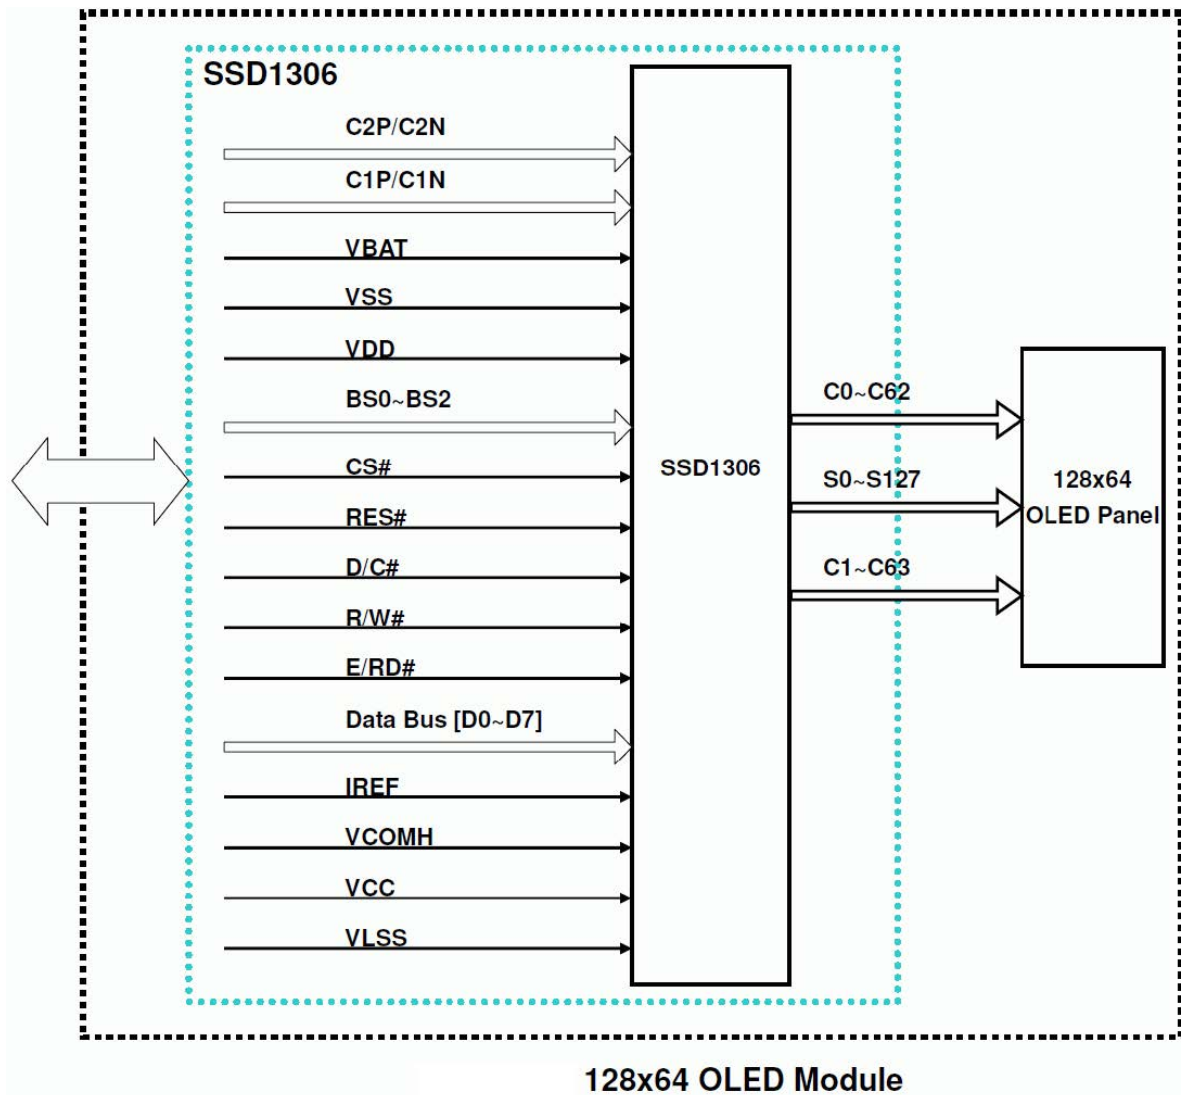 SSD1306
C2P/C2N
C1P/C1N
VBAT
VSS
VDD
BS0~BS2
CS#
RES#
D/C#
R/W#
E/RD#
Data Bus [D0~D7]
IREF
VCOMH
VCC
VLSS
SSD1306
C0~C62
S0~S127
C1~C63
128x64
OLED Panel
128x64 OLED Module